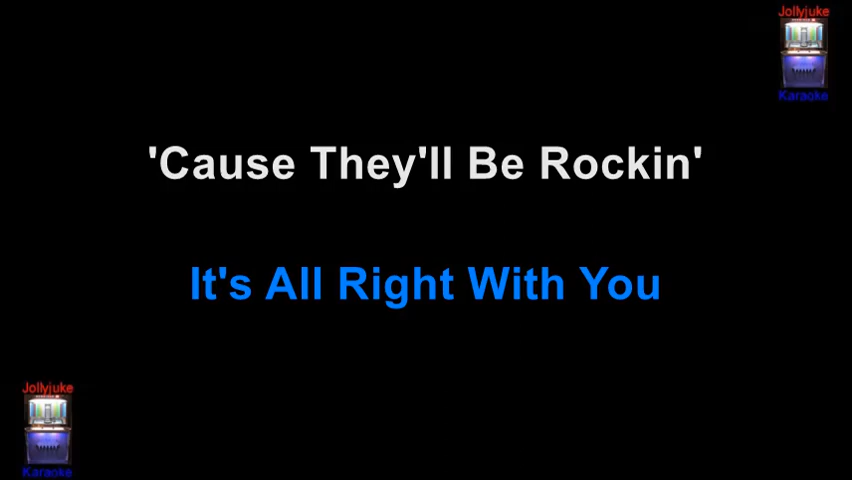 Jollyjuke
Karaoke
'Cause They'll Be Rockin'
It's All Right With You
Jollyjuke
Karaoke